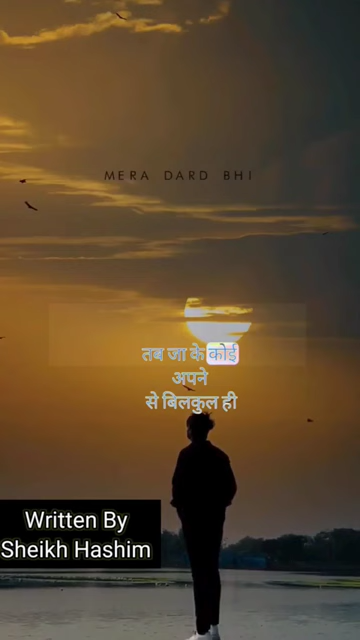 MERA DARD BHI
तब जा के कोई
अपने
से बिलकुल ही
Written By
Sheikh Hashim